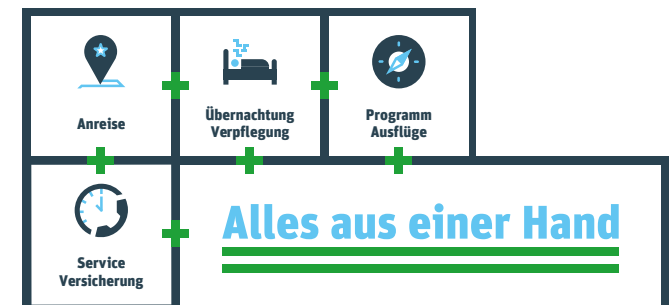 Anreise
Übernachtung
Verpflegung
Programm
Ausflüge
Service
Versicherung
Alles aus einer Hand